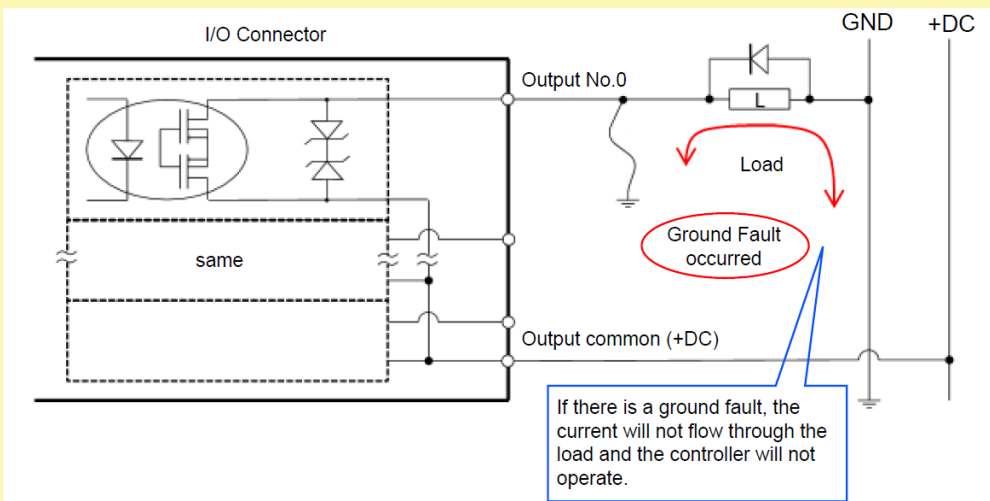 I/O Connector
GND
+DC
Output No.0
L
Load
Ground Fault
occurred
same
Output common (+DC)
If there is a ground fault, the
current will not flow through the
load and the controller will not
operate.